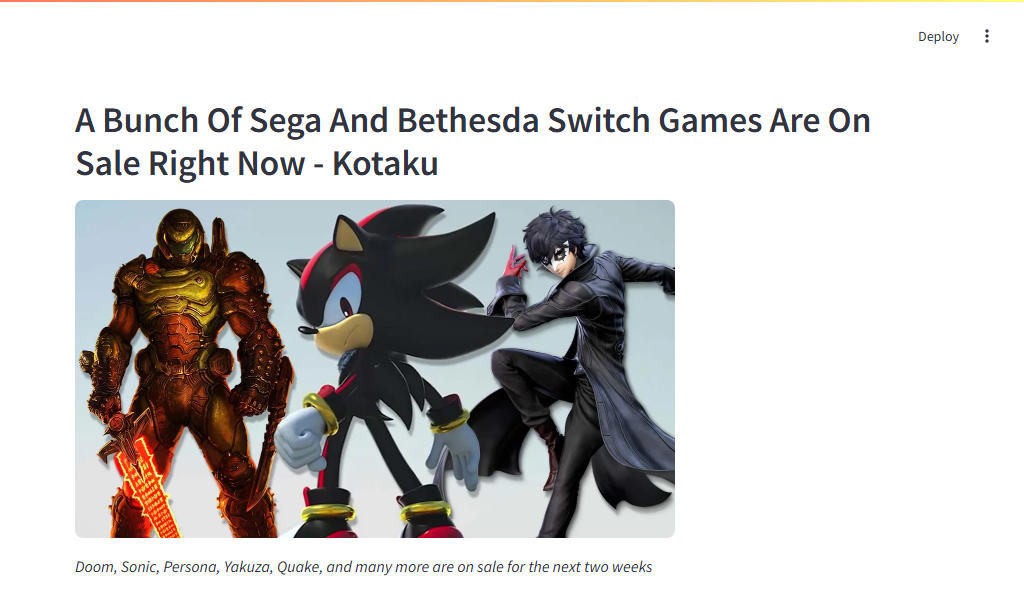 Deploy
A Bunch Of Sega And Bethesda Switch Games Are On
Sale Right Now - Kotaku
Doom, Sonic, Persona, Yakuza, Quake, and many more are on sale for the next two weeks